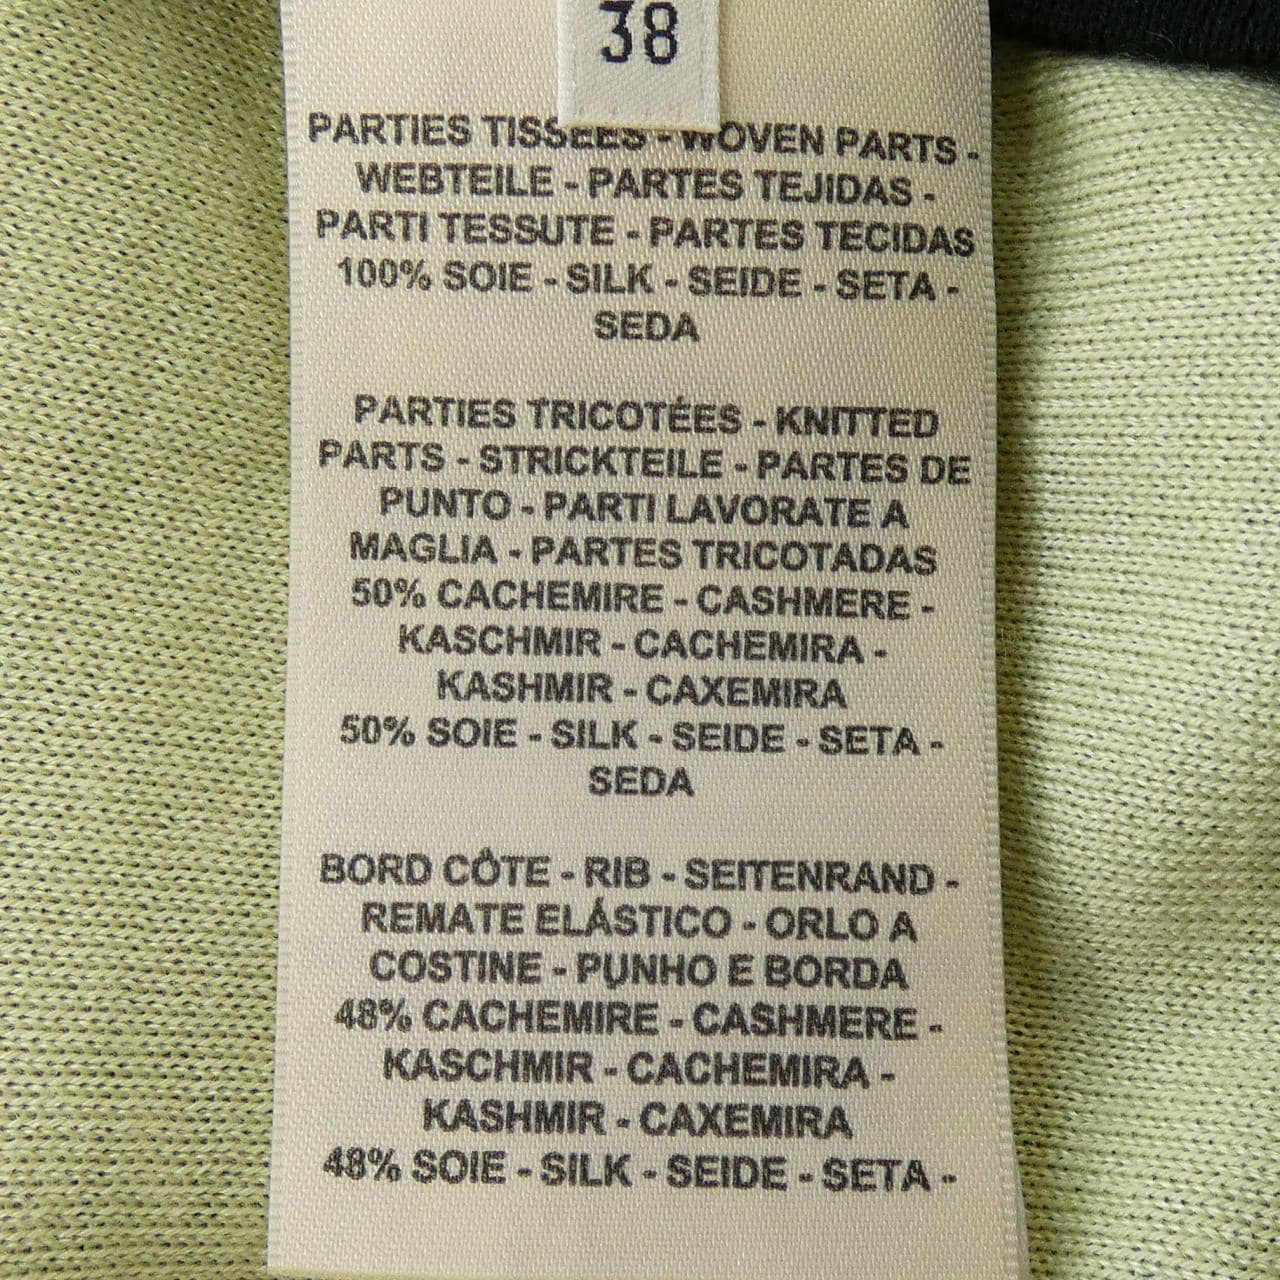 38
PARTIES TISSÉES - WOVEN PARTS -
WEBTEILE - PARTES TEJIDAS -
PARTI TESSUTE - PARTES TECIDAS
100% SOIE - SILK - SEIDE - SETA -
SEDA
PARTIES TRICOTÉES - KNITTED
PARTS - STRICKTEILE - PARTES DE
PUNTO - PARTI LAVORATE A
MAGLIA - PARTES TRICOTADAS
50% CACHEMIRE - CASHMERE -
KASCHMIR - CACHEMIRA -
KASHMIR - CAXEMIRA
50% SOIE - SILK - SEIDE - SETA -
SEDA
BORD CÔTE - RIB - SEITENRAND -
REMATE ELÁSTICO - ORLO A
COSTINE - PUNHO E BORDA
48% CACHEMIRE - CASHMERE -
KASCHMIR - CACHEMIRA -
KASHMIR - CAXEMIRA
48% SOIE - SILK - SEIDE - SETA -